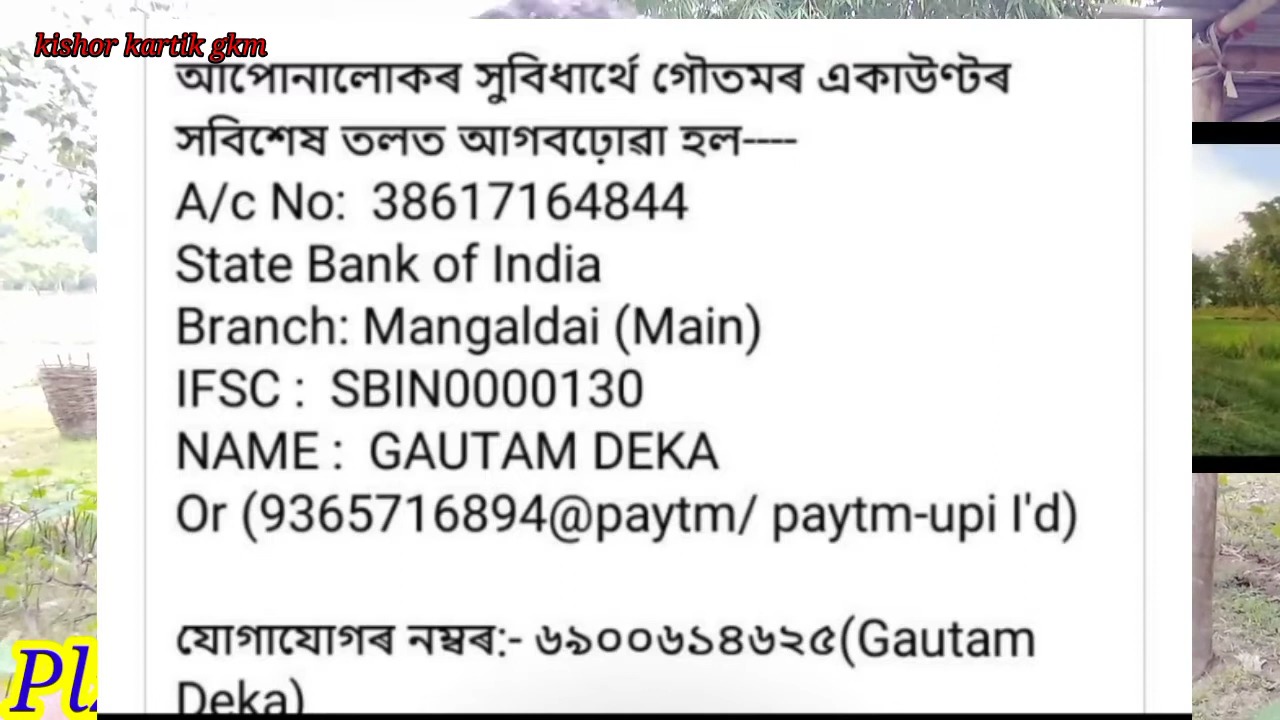 kishor kartik gkm
আপোনালোকৰ সুবিধাৰ্থে গৌতমৰ একাউণ্টৰ
সবিশেষ তলত আগবঢ়োৱা হল----
A/c No: 38617164844
State Bank of India
Branch: Mangaldai (Main)
IFSC : SBIN0000130
NAME : GAUTAM DEKA
Or (9365716894@paytm/ paytm-upi I'd)
যোগাযোগৰ নম্বৰ:- ৬৯০০৬১৪৬২৫(Gautam
Deka)